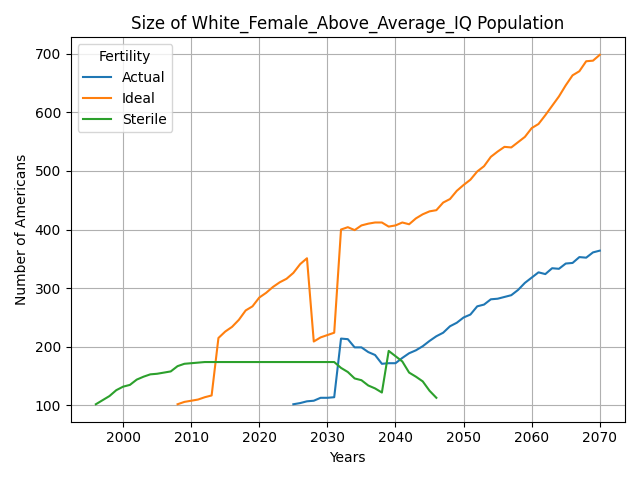 Size of White_Female_Above_Average_IQ Population
Fertility
Actual
Ideal
Sterile
Number of Americans
700
600
500
400
300
200
100
2000
2010
2020
2030
2040
2050
2060
2070
Years